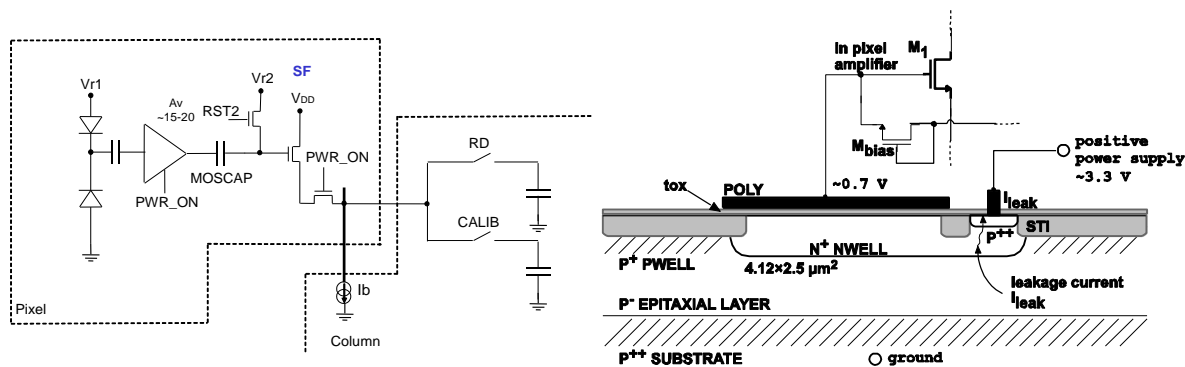 SF
Vr1
Vr2
VDD
Av
~15-20
RST2
PWR_ON
MOSCAP
PWR_ON
RD
CALIB
Ib
Pixel
Column
in pixel
amplifier
M1
Mbias
positive
power supply
~3.3 V
~0.7 V
tox
POLY
Ileak
STI
P++
N+ NWELL
P+ PWELL
4.12×2.5 µm2
leakage current
Ileak
P- EPITAXIAL LAYER
P++ SUBSTRATE
ground